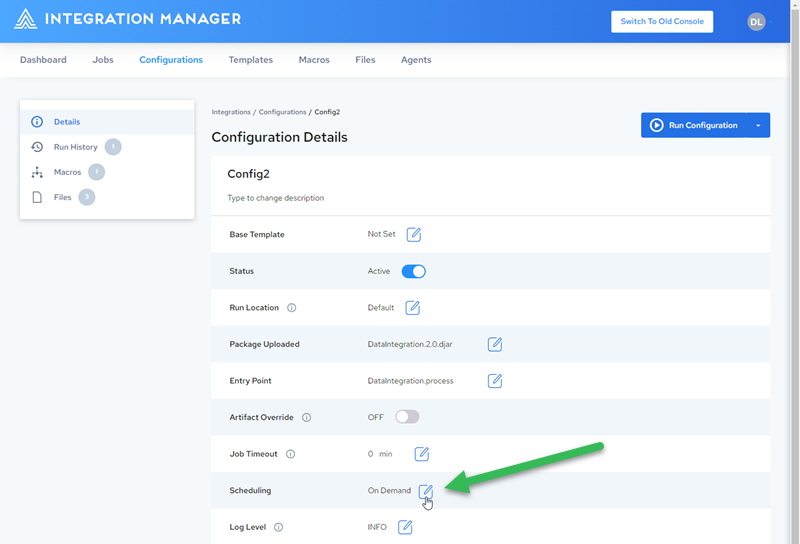 INTEGRATION MANAGER
Switch To Old Console
DL
Dashboard Jobs Configurations Templates Macros Files Agents
Details
Run History 1
Macros 1
Files 3
Integrations / Configurations / Config2
Configuration Details
Run Configuration
Config2
Type to change description
Base Template Not Set
Status Active
Run Location Default
Package Uploaded DataIntegration.2.0.djar
Entry Point DataIntegration.process
Artifact Override OFF
Job Timeout 0 min
Scheduling On Demand
Log Level INFO